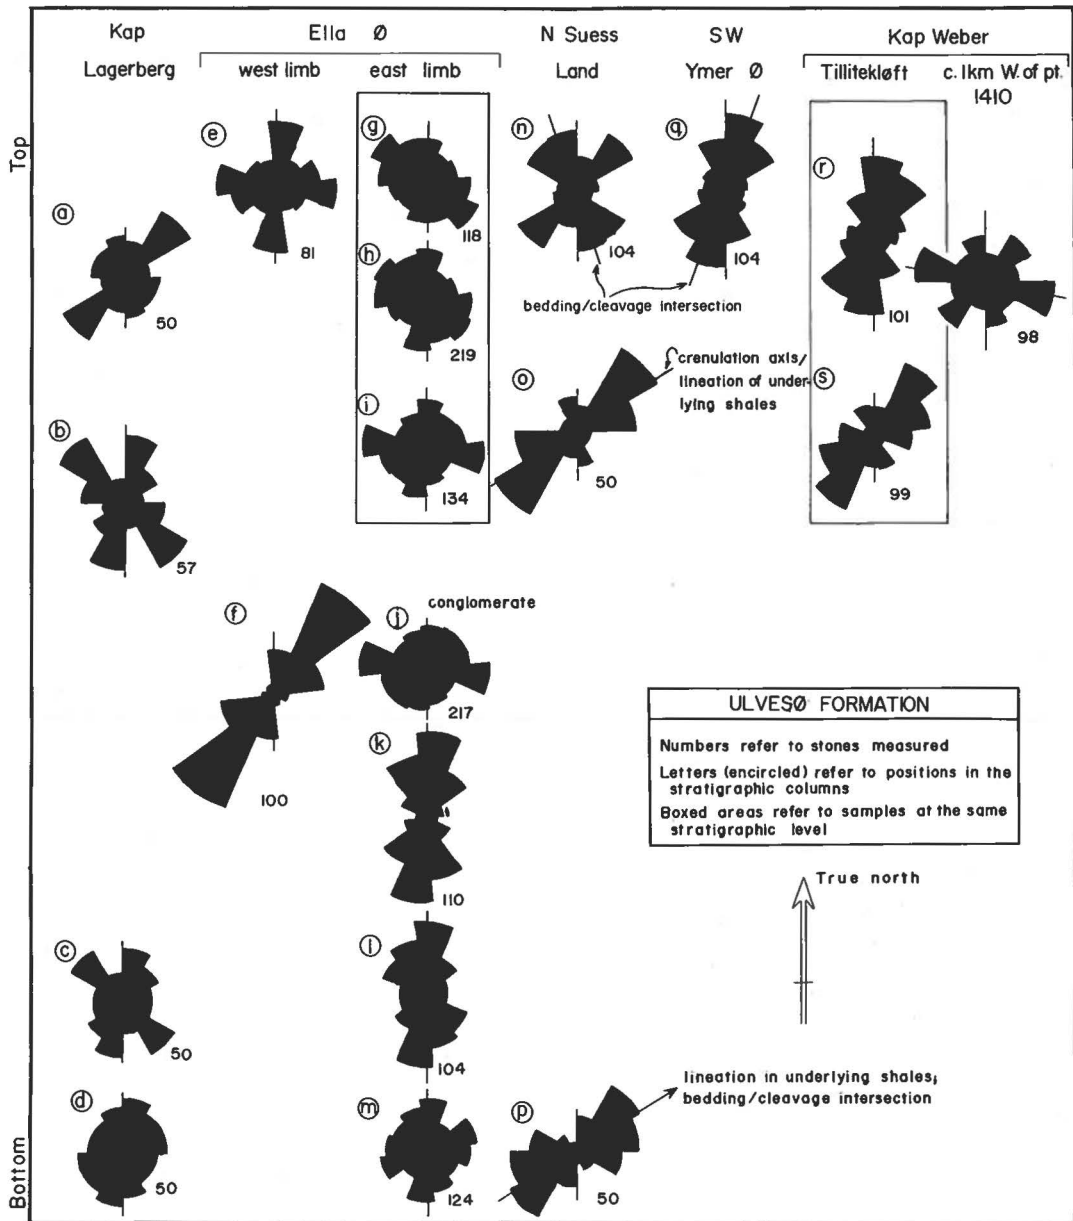 Kap
Lagerberg
Ella Ø
west limb
east limb
N Suess
Land
SW
Ymer Ø
Kap Weber
Tillitekløft
c. 1km W. of pt.
1410
Top
Bottom
a
50
b
57
c
50
d
50
e
81
f
100
g
118
h
219
i
134
j
conglomerate
217
k
110
l
104
m
124
n
104
q
104
bedding/cleavage intersection
o
50
crenulation axis/
lineation of under-
lying shales
p
50
lineation in underlying shales;
bedding/cleavage intersection
r
101
s
99
98
ULVESØ FORMATION
Numbers refer to stones measured
Letters (encircled) refer to positions in the
stratigraphic columns
Boxed areas refer to samples at the same
stratigraphic level
True north